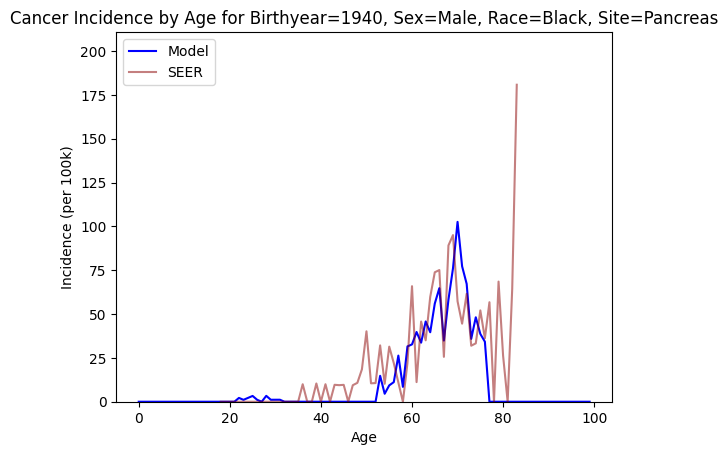 Cancer Incidence by Age for Birthyear=1940, Sex=Male, Race=Black, Site=Pancreas
Model
SEER
Incidence (per 100k)
200
175
150
125
100
75
50
25
0
0 20 40 60 80 100
Age